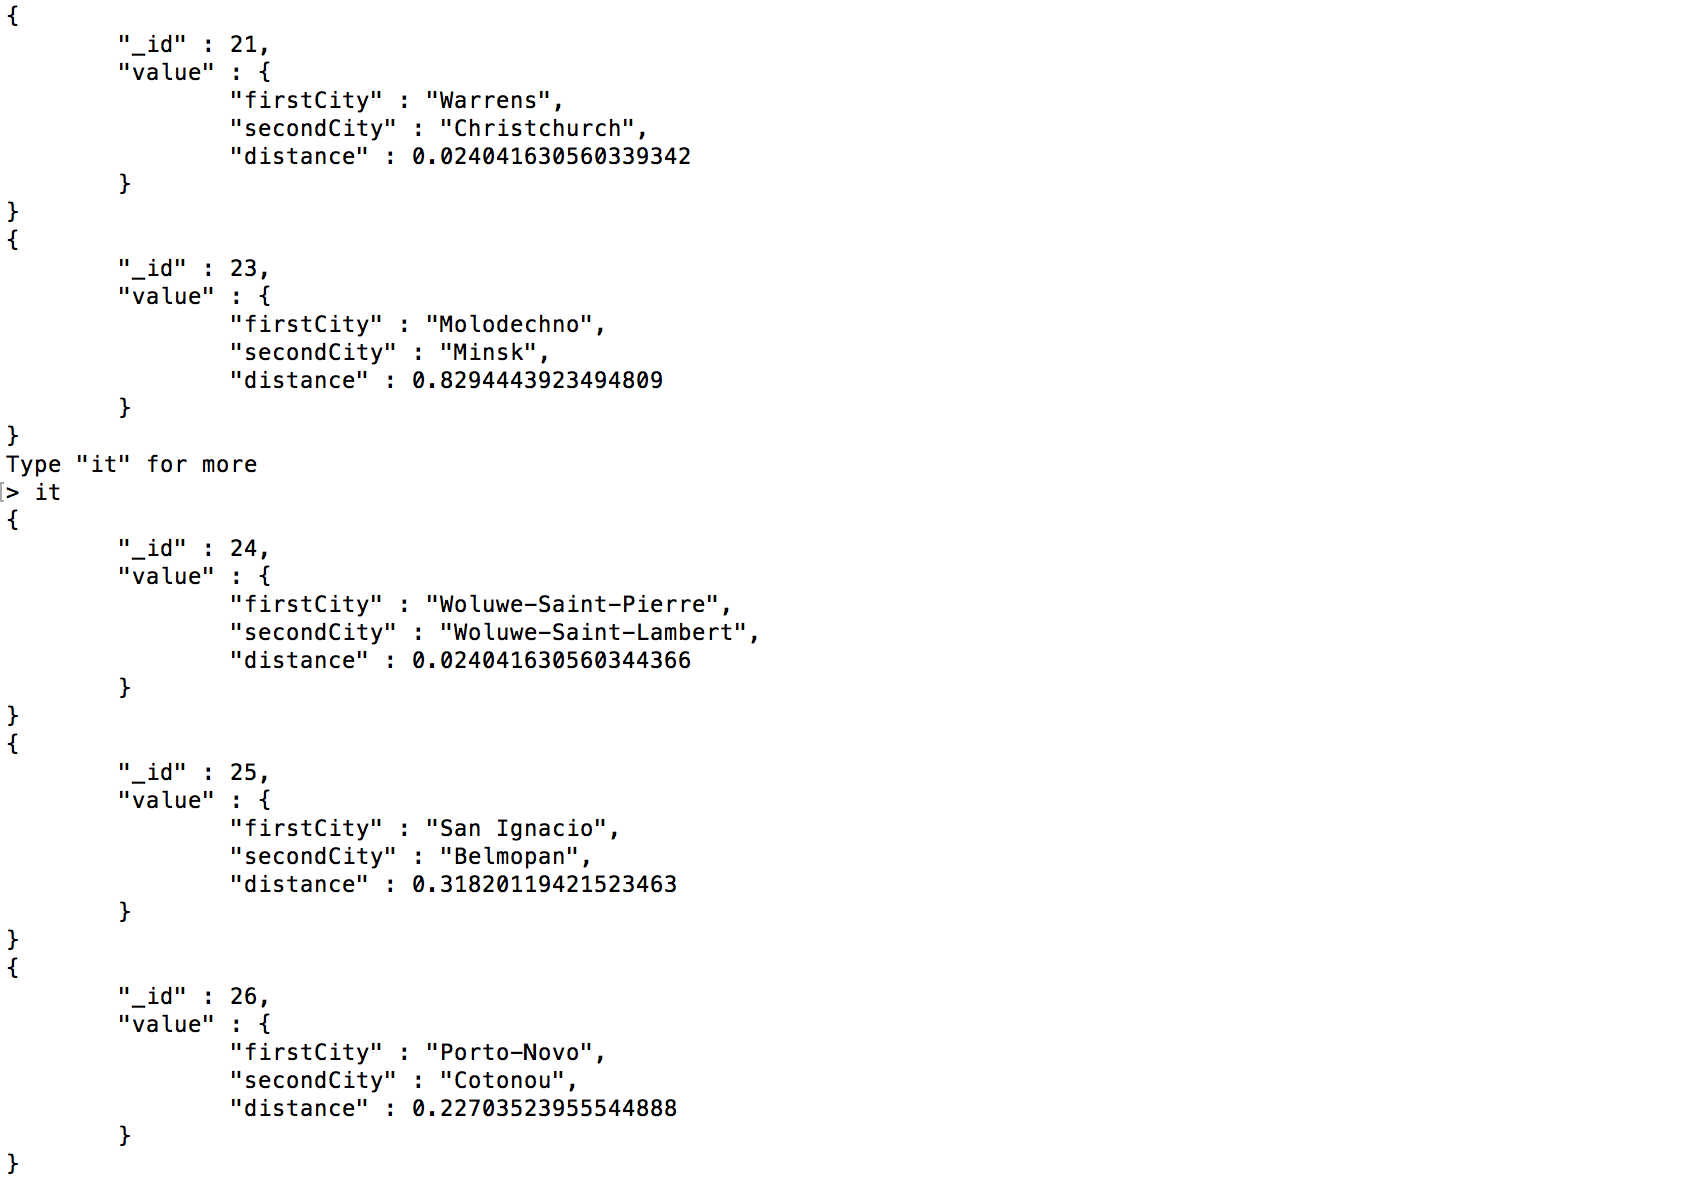 {
"_id" : 21,
"value" : {
"firstCity" : "Warrens",
"secondCity" : "Christchurch",
"distance" : 0.024041630560339342
}
}
{
"_id" : 23,
"value" : {
"firstCity" : "Molodechno",
"secondCity" : "Minsk",
"distance" : 0.8294443923494809
}
}
Type "it" for more
> it
{
"_id" : 24,
"value" : {
"firstCity" : "Woluwe-Saint-Pierre",
"secondCity" : "Woluwe-Saint-Lambert",
"distance" : 0.024041630560344366
}
}
{
"_id" : 25,
"value" : {
"firstCity" : "San Ignacio",
"secondCity" : "Belmopan",
"distance" : 0.31820119421523463
}
}
{
"_id" : 26,
"value" : {
"firstCity" : "Porto-Novo",
"secondCity" : "Cotonou",
"distance" : 0.22703523955544888
}
}